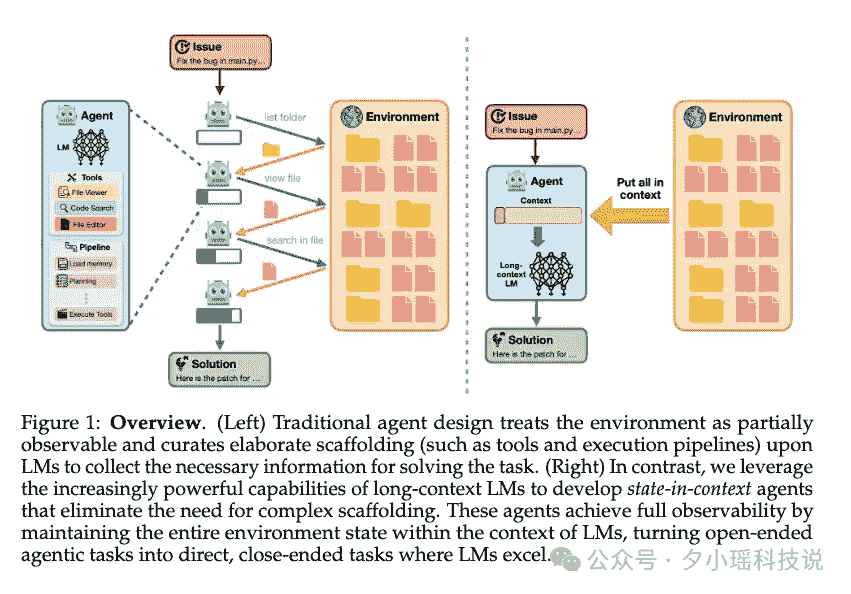 Issue
Fix the bug in main.py...
Agent
LM
Tools
File Viewer
Code Search
File Editor
Pipeline
Load memory
Planning
Execute Tools
list folder
view file
search in file
Environment
Solution
Here is the patch for ...
Issue
Fix the bug in main.py...
Agent
Context
Long-
context
LM
Solution
Here is the patch for ...
Put all in
context
Environment
Figure 1: Overview. (Left) Traditional agent design treats the environment as partially
observable and curates elaborate scaffolding (such as tools and execution pipelines) upon
LMs to collect the necessary information for solving the task. (Right) In contrast, we leverage
the increasingly powerful capabilities of long-context LMs to develop state-in-context agents
that eliminate the need for complex scaffolding. These agents achieve full observability by
maintaining the entire environment state within the context of LMs, turning open-ended
agentic tasks into direct, close-ended tasks where LMs excel.
公众号 · 夕小瑶科技说